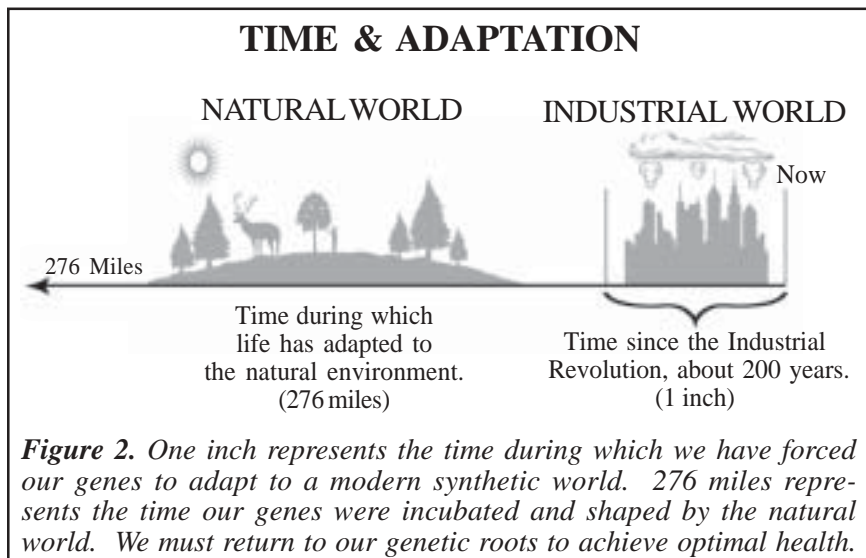 TIME & ADAPTATION
NATURAL WORLD
INDUSTRIAL WORLD
Now
276 Miles
Time during which
life has adapted to
the natural environment.
(276 miles)
Time since the Industrial
Revolution, about 200 years.
(1 inch)
Figure 2. One inch represents the time during which we have forced
our genes to adapt to a modern synthetic world. 276 miles repre-
sents the time our genes were incubated and shaped by the natural
world. We must return to our genetic roots to achieve optimal health.